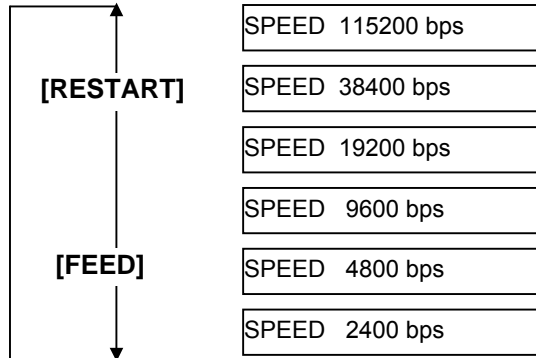 SPEED 115200 bps
[RESTART]
SPEED 38400 bps
SPEED 19200 bps
SPEED 9600 bps
[FEED]
SPEED 4800 bps
SPEED 2400 bps